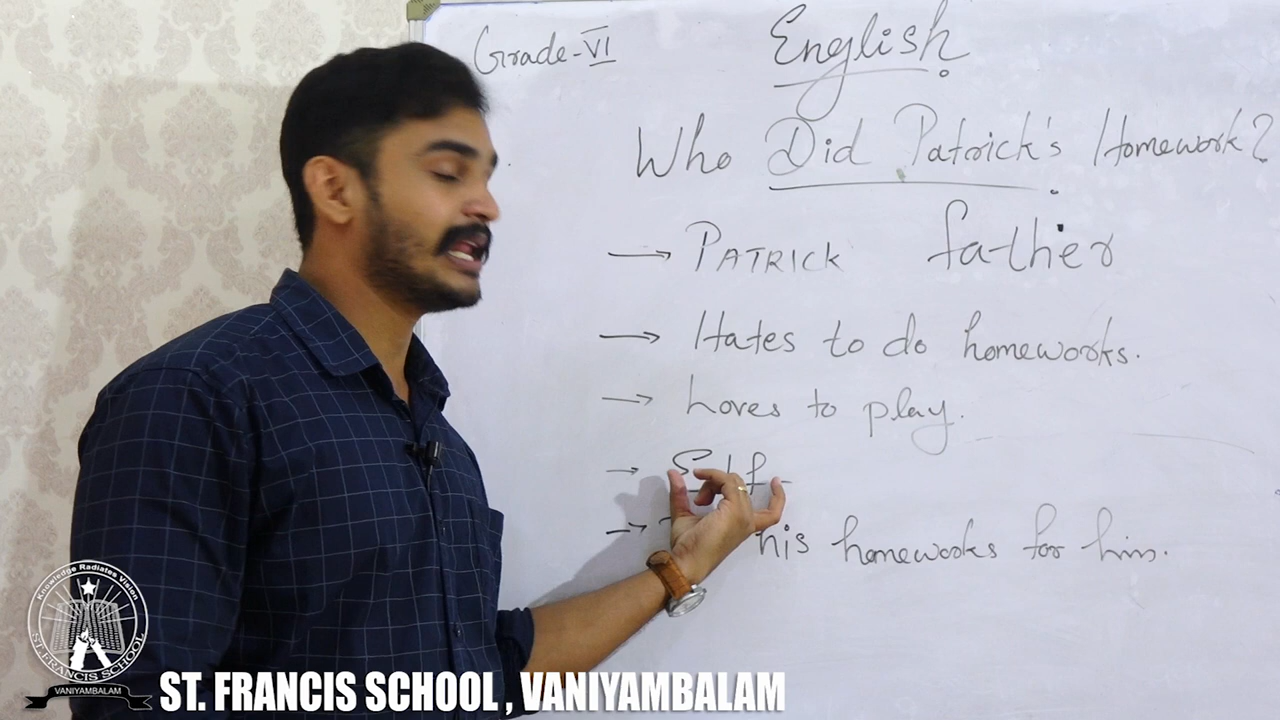 Grade-VI
English
Who Did Patrick's Homework?
→ PATRICK father
→ Hates to do homeworks.
→ Loves to play.
→
→ his homeworks for him.
Knowledge Radiates Vision
ST. FRANCIS SCHOOL
VANIYAMBALAM
ST. FRANCIS SCHOOL, VANIYAMBALAM